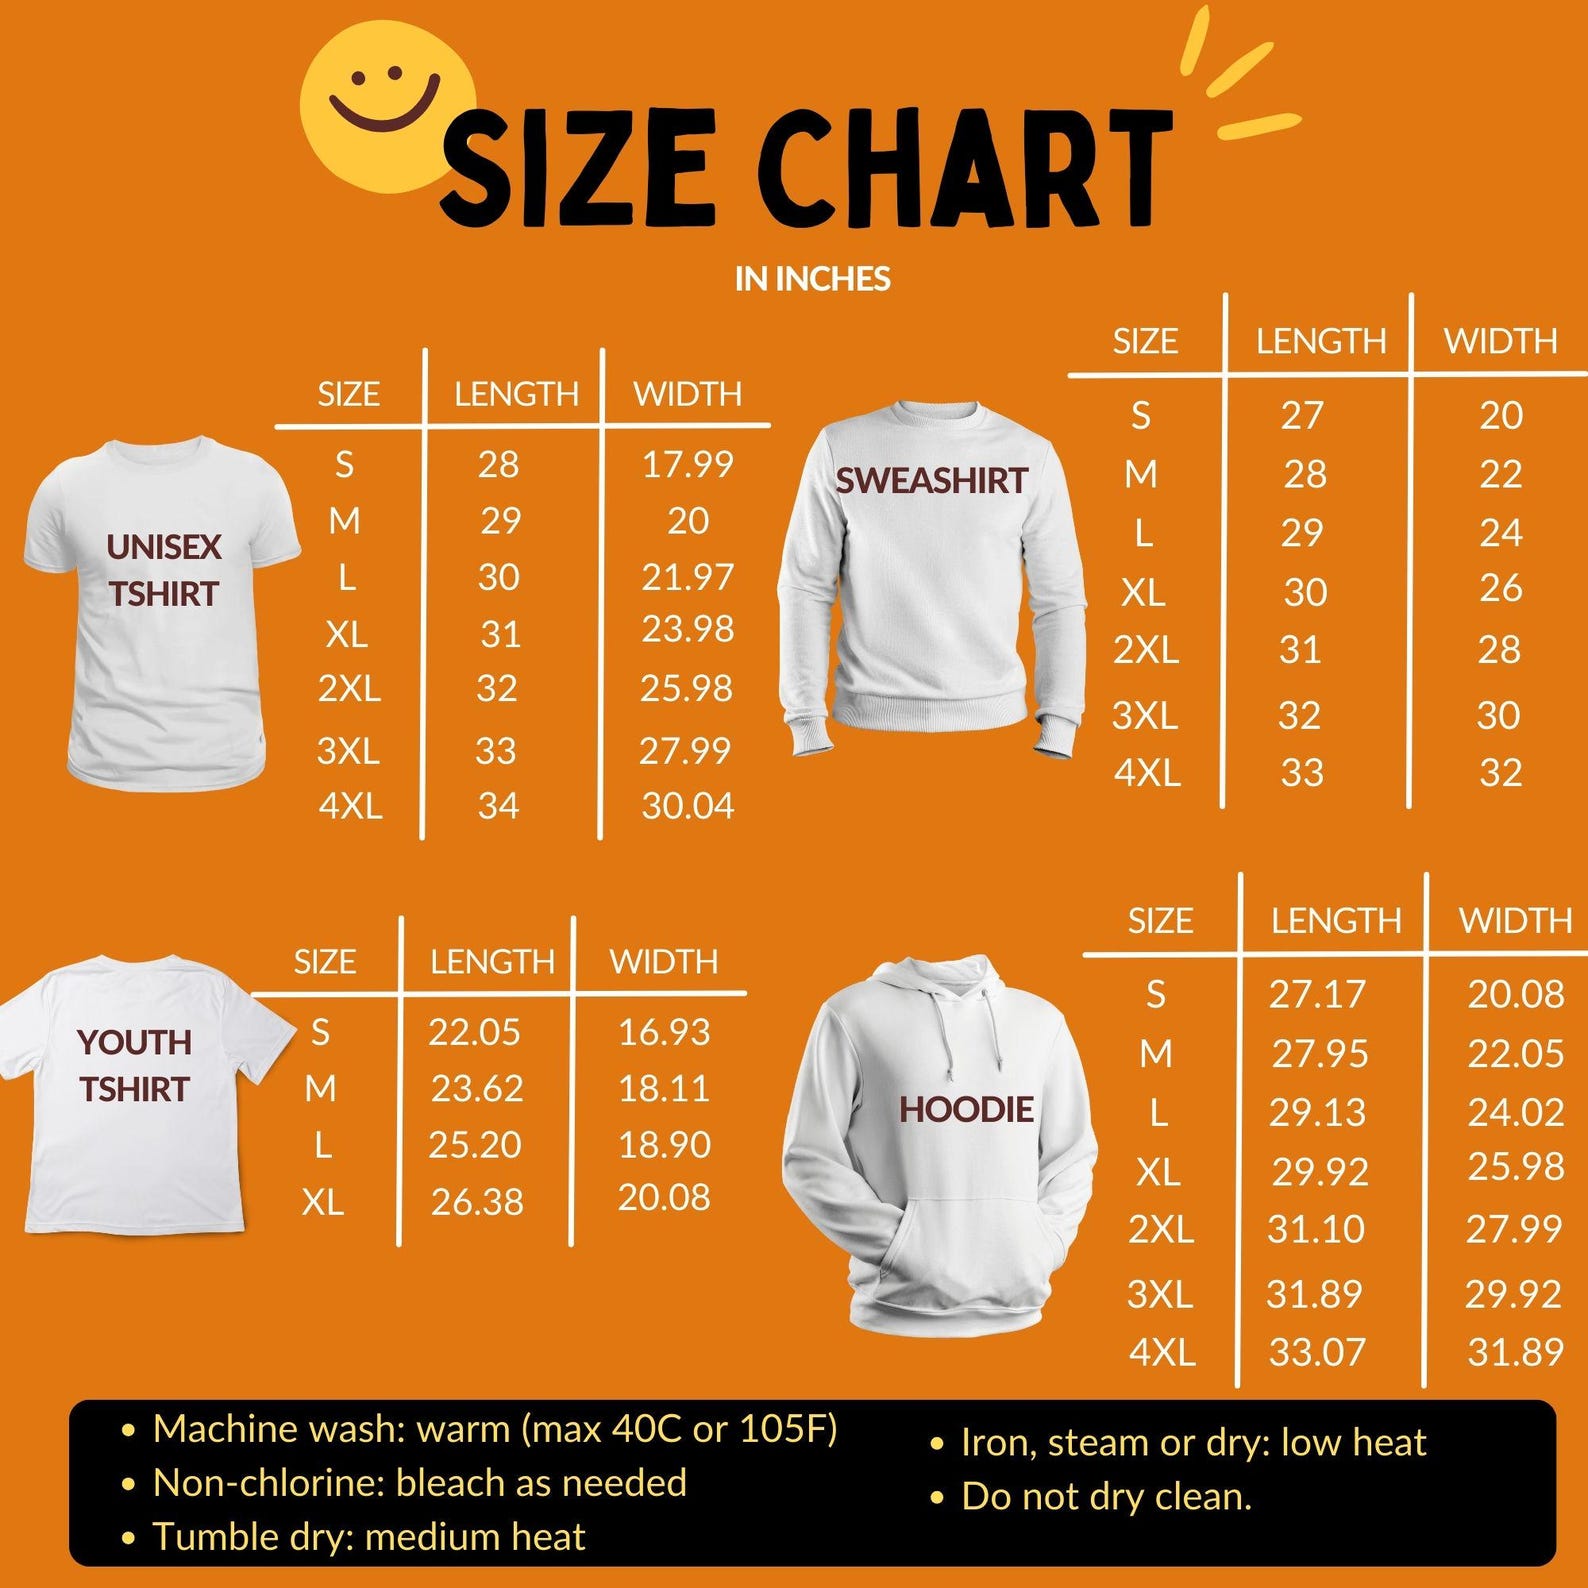 SIZE CHART
IN INCHES
UNISEX
TSHIRT
SIZE LENGTH WIDTH
S 28 17.99
M 29 20
L 30 21.97
XL 31 23.98
2XL 32 25.98
3XL 33 27.99
4XL 34 30.04
SWEASHIRT
SIZE LENGTH WIDTH
S 27 20
M 28 22
L 29 24
XL 30 26
2XL 31 28
3XL 32 30
4XL 33 32
YOUTH
TSHIRT
SIZE LENGTH WIDTH
S 22.05 16.93
M 23.62 18.11
L 25.20 18.90
XL 26.38 20.08
HOODIE
SIZE LENGTH WIDTH
S 27.17 20.08
M 27.95 22.05
L 29.13 24.02
XL 29.92 25.98
2XL 31.10 27.99
3XL 31.89 29.92
4XL 33.07 31.89
• Machine wash: warm (max 40C or 105F)
• Non-chlorine: bleach as needed
• Tumble dry: medium heat
• Iron, steam or dry: low heat
• Do not dry clean.